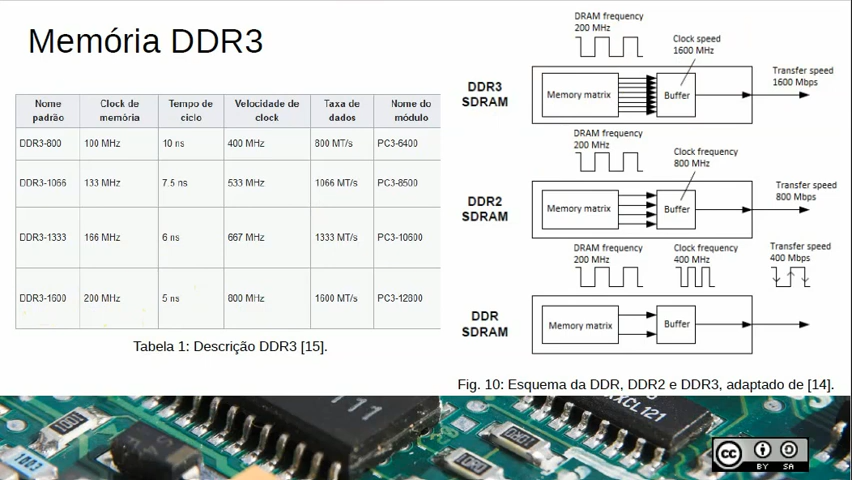 Memória DDR3
Nome padrão Clock de memória Tempo de ciclo Velocidade de clock Taxa de dados Nome do módulo
DDR3-800 100 MHz 10 ns 400 MHz 800 MT/s PC3-6400
DDR3-1066 133 MHz 7.5 ns 533 MHz 1066 MT/s PC3-8500
DDR3-1333 166 MHz 6 ns 667 MHz 1333 MT/s PC3-10600
DDR3-1600 200 MHz 5 ns 800 MHz 1600 MT/s PC3-12800
Tabela 1: Descrição DDR3 [15].
DRAM frequency
200 MHz
Clock speed
1600 MHz
Transfer speed
1600 Mbps
DDR3
SDRAM
Memory matrix
Buffer
DRAM frequency
200 MHz
Clock frequency
800 MHz
Transfer speed
800 Mbps
DDR2
SDRAM
Memory matrix
Buffer
DRAM frequency
200 MHz
Clock frequency
400 MHz
Transfer speed
400 Mbps
DDR
SDRAM
Memory matrix
Buffer
Fig. 10: Esquema da DDR, DDR2 e DDR3, adaptado de [14].
XCL121
cc
BY SA